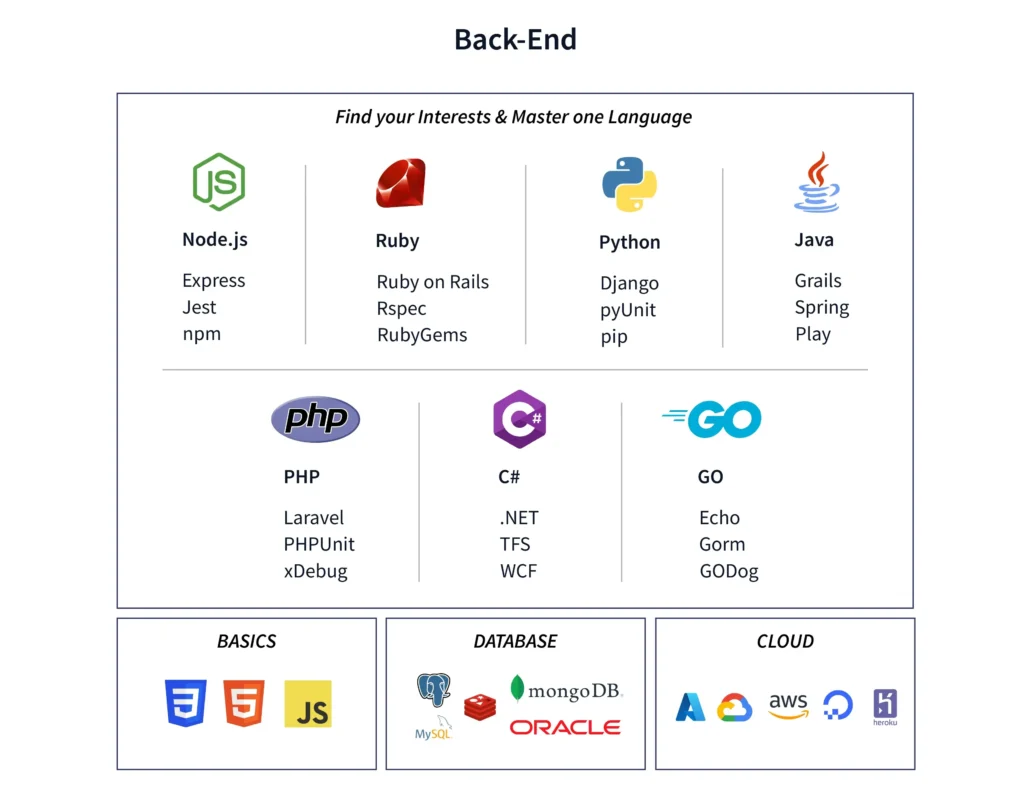 Back-End
Find your Interests & Master one Language
JS
Node.js
Express
Jest
npm
Ruby
Ruby on Rails
Rspec
RubyGems
Python
Django
pyUnit
pip
Java
Grails
Spring
Play
php
PHP
Laravel
PHPUnit
xDebug
C#
C#
.NET
TFS
WCF
GO
GO
Echo
Gorm
GODog
BASICS
3
5
JS
DATABASE
mongoDB
MySQL
ORACLE
CLOUD
aws
heroku